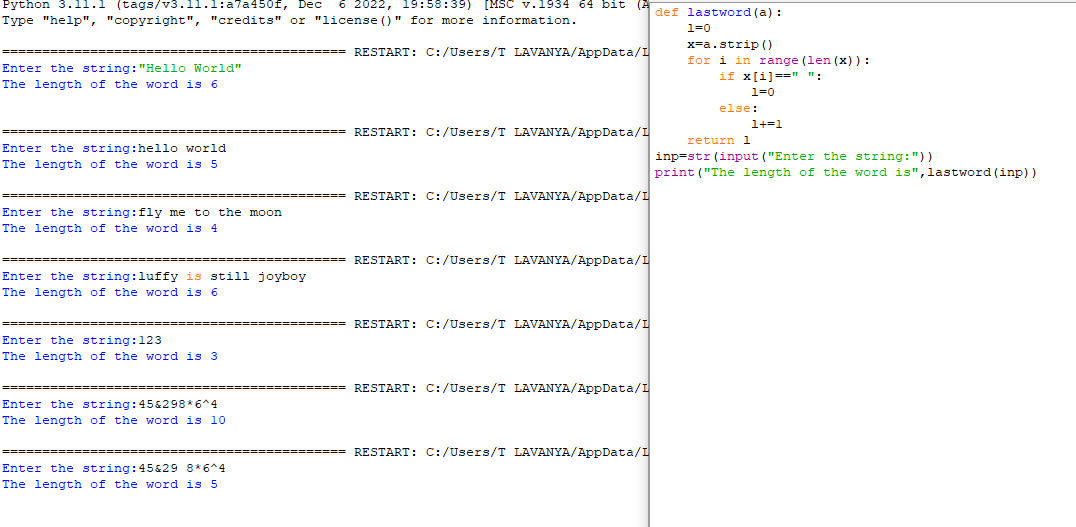 Python 3.11.1 (tags/v3.11.1:a7a450f, Dec  6 2022, 19:58:39) [MSC v.1934 64 bit (A
Type "help", "copyright", "credits" or "license()" for more information.
=========================================== RESTART: C:/Users/T LAVANYA/AppData/L
Enter the string:"Hello World"
The length of the word is 6
=========================================== RESTART: C:/Users/T LAVANYA/AppData/L
Enter the string:hello world
The length of the word is 5
=========================================== RESTART: C:/Users/T LAVANYA/AppData/L
Enter the string:fly me to the moon
The length of the word is 4
=========================================== RESTART: C:/Users/T LAVANYA/AppData/L
Enter the string:luffy is still joyboy
The length of the word is 6
=========================================== RESTART: C:/Users/T LAVANYA/AppData/L
Enter the string:123
The length of the word is 3
=========================================== RESTART: C:/Users/T LAVANYA/AppData/L
Enter the string:45&298*6^4
The length of the word is 10
=========================================== RESTART: C:/Users/T LAVANYA/AppData/L
Enter the string:45&29 8*6^4
The length of the word is 5
def lastword(a):
    l=0
    x=a.strip()
    for i in range(len(x)):
        if x[i]==" ":
            l=0
        else:
            l+=1
    return l
inp=str(input("Enter the string:"))
print("The length of the word is",lastword(inp))